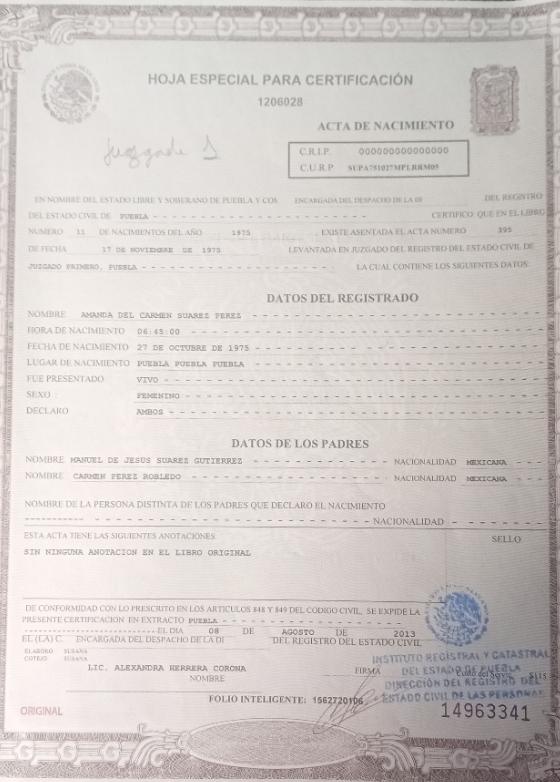 HOJA ESPECIAL PARA CERTIFICACIÓN
1206028
ACTA DE NACIMIENTO
juzgado 1
C.R.I.P. 000000000000000
C.U.R.P SUPA751027MPLRRM05
EN NOMBRE DEL ESTADO LIBRE Y SOBERANO DE PUEBLA Y COMO ENCARGADA DEL DESPACHO DE LA DI DEL REGISTRO
DEL ESTADO CIVIL DE PUEBLA CERTIFICO QUE EN EL LIBRO
NUMERO 11 DE NACIMIENTOS DEL AÑO 1975 EXISTE ASENTADA EL ACTA NUMERO 395
DE FECHA 17 DE NOVIEMBRE DE 1975 LEVANTADA EN JUZGADO DEL REGISTRO DEL ESTADO CIVIL DE
JUZGADO PRIMERO, PUEBLA LA CUAL CONTIENE LOS SIGUIENTES DATOS:
DATOS DEL REGISTRADO
NOMBRE AMANDA DEL CARMEN SUAREZ PEREZ
HORA DE NACIMIENTO 06:45:00
FECHA DE NACIMIENTO 27 DE OCTUBRE DE 1975
LUGAR DE NACIMIENTO PUEBLA PUEBLA PUEBLA
FUE PRESENTADO VIVO
SEXO : FEMENINO
DECLARO AMBOS
DATOS DE LOS PADRES
NOMBRE MANUEL DE JESUS SUAREZ GUTIERREZ NACIONALIDAD MEXICANA
NOMBRE CARMEN PEREZ ROBLEDO NACIONALIDAD MEXICANA
NOMBRE DE LA PERSONA DISTINTA DE LOS PADRES QUE DECLARO EL NACIMIENTO
NACIONALIDAD
ESTA ACTA TIENE LAS SIGUIENTES ANOTACIONES: SELLO
SIN NINGUNA ANOTACION EN EL LIBRO ORIGINAL
DE CONFORMIDAD CON LO PRESCRITO EN LOS ARTICULOS 848 Y 849 DEL CODIGO CIVIL, SE EXPIDE LA
PRESENTE CERTIFICACION EN EXTRACTO PUEBLA
EL DIA 08 DE AGOSTO DE 2013
EL (LA) C. ENCARGADA DEL DESPACHO DE LA DI DEL REGISTRO DEL ESTADO CIVIL
ELABORO SUSANA
COTEJO SUSANA
LIC. ALEXANDRA HERRERA CORONA
NOMBRE
FIRMA
INSTITUTO REGISTRAL Y CATASTRAL
DEL ESTADO DE PUEBLA
DIRECCIÓN DEL REGISTRO DEL
ESTADO CIVIL DE LAS PERSONAS
FOLIO INTELIGENTE: 1562720106
ORIGINAL
14963341